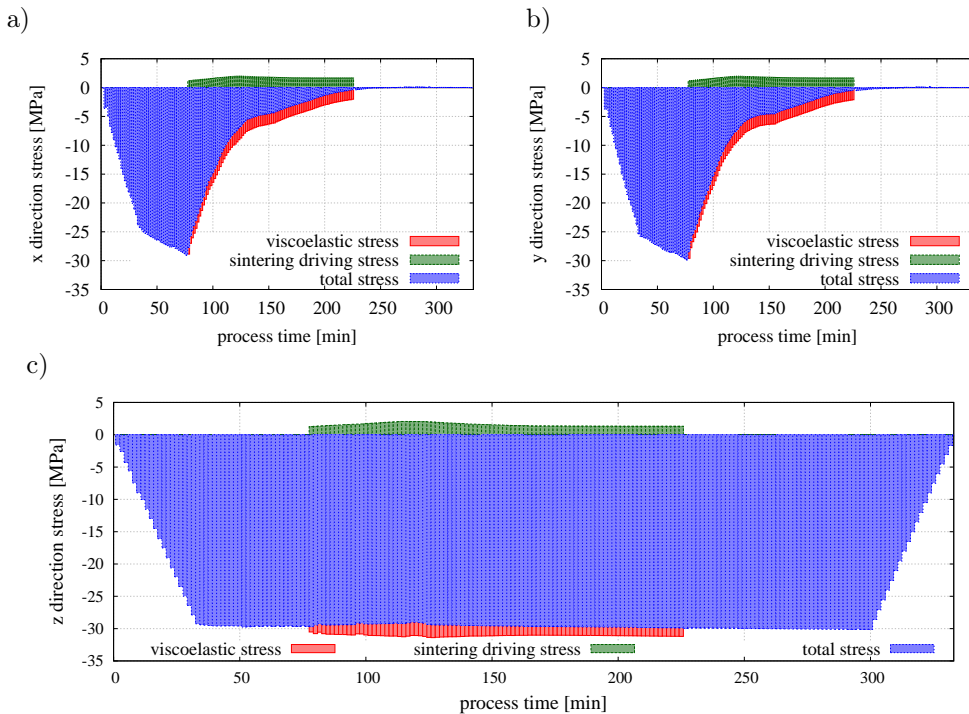 a)
5
0
-5
-10
-15
-20
-25
-30
-35
x direction stress [MPa]
viscoelastic stress
sintering driving stress
total stress
0 50 100 150 200 250 300
process time [min]
b)
5
0
-5
-10
-15
-20
-25
-30
-35
y direction stress [MPa]
viscoelastic stress
sintering driving stress
total stress
0 50 100 150 200 250 300
process time [min]
c)
5
0
-5
-10
-15
-20
-25
-30
-35
z direction stress [MPa]
viscoelastic stress sintering driving stress total stress
0 50 100 150 200 250 300
process time [min]